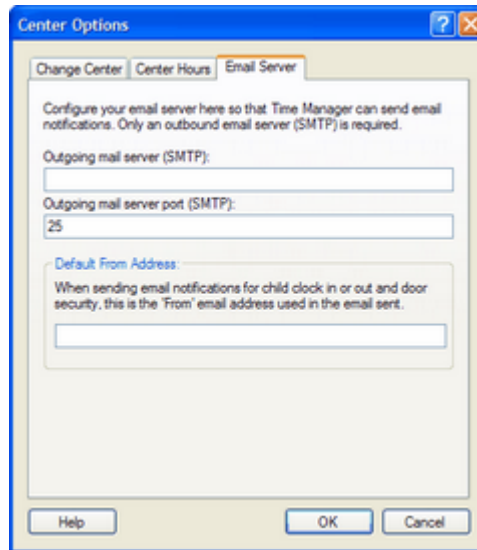 Center Options
Change Center Center Hours Email Server
Configure your email server here so that Time Manager can send email
notifications. Only an outbound email server (SMTP) is required.
Outgoing mail server (SMTP):
Outgoing mail server port (SMTP):
25
Default From Address:
When sending email notifications for child clock in or out and door
security, this is the 'From' email address used in the email sent.
Help OK Cancel